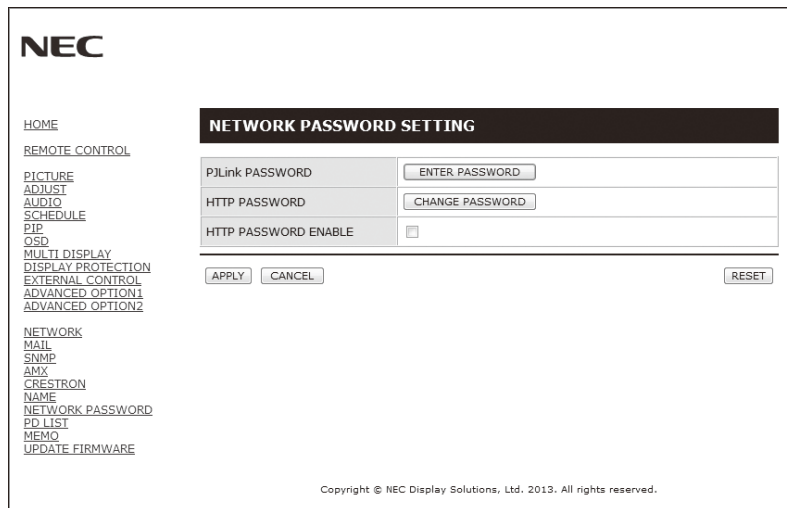 NEC
HOME
REMOTE CONTROL
PICTURE
ADJUST
AUDIO
SCHEDULE
PIP
OSD
MULTI DISPLAY
DISPLAY PROTECTION
EXTERNAL CONTROL
ADVANCED OPTION1
ADVANCED OPTION2
NETWORK
MAIL
SNMP
AMX
CRESTRON
NAME
NETWORK PASSWORD
PD LIST
MEMO
UPDATE FIRMWARE
NETWORK PASSWORD SETTING
PJLink PASSWORD ENTER PASSWORD
HTTP PASSWORD CHANGE PASSWORD
HTTP PASSWORD ENABLE
APPLY CANCEL RESET
Copyright © NEC Display Solutions, Ltd. 2013. All rights reserved.